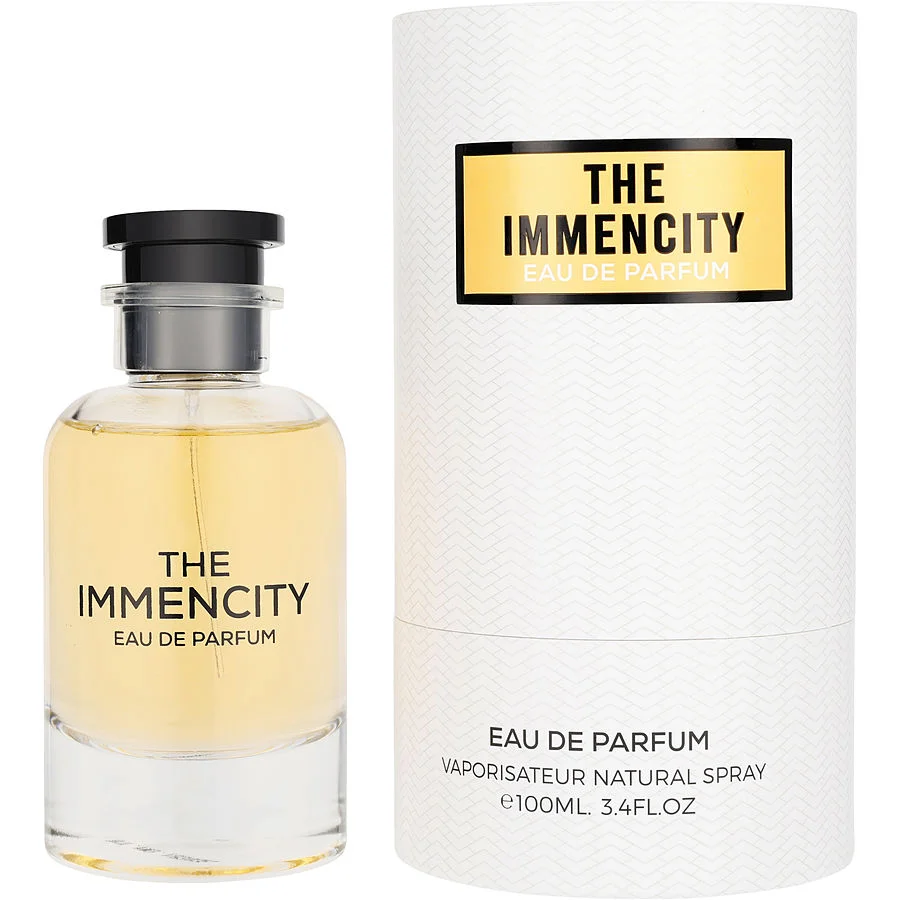 THE
IMMENCITY
EAU DE PARFUM
THE
IMMENCITY
EAU DE PARFUM
EAU DE PARFUM
VAPORISATEUR NATURAL SPRAY
℮100ML. 3.4FL.OZ